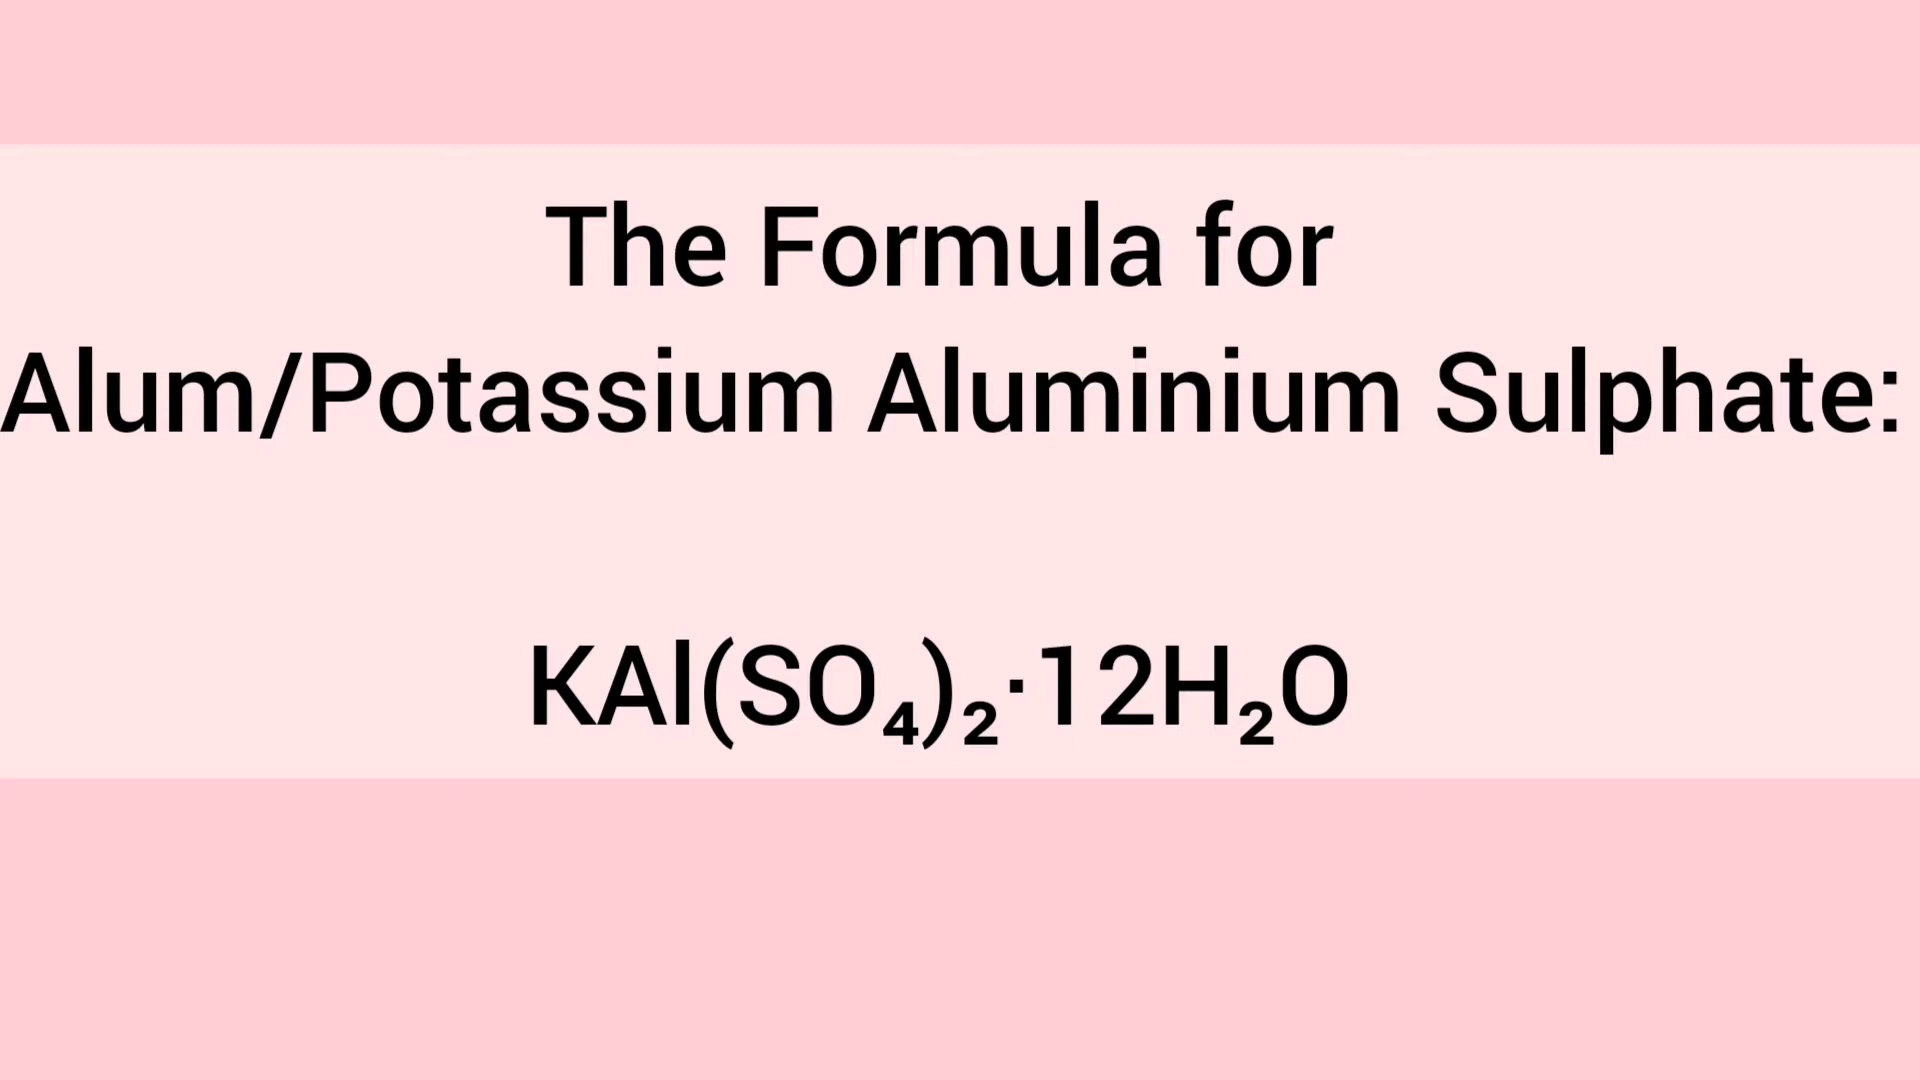 The Formula for
Alum/Potassium Aluminium Sulphate:
KAl(SO₄)₂·12H₂O